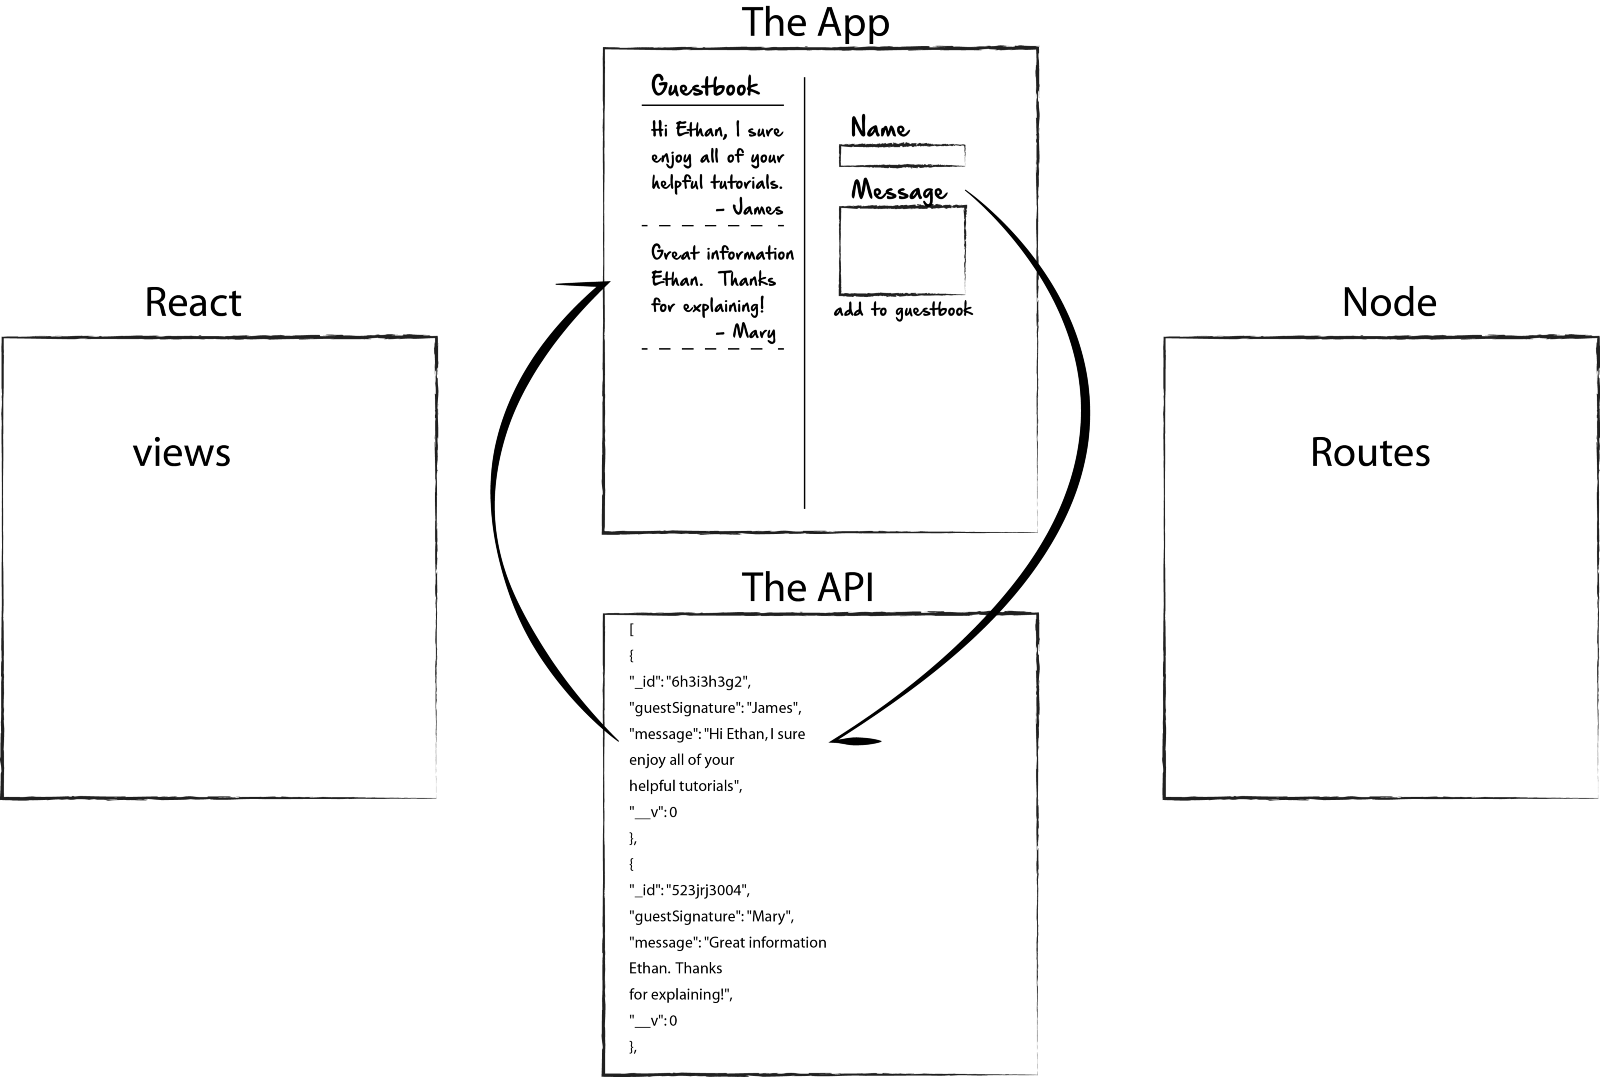 The App
Guestbook
Hi Ethan, I sure
enjoy all of your
helpful tutorials.
- James
Great information
Ethan. Thanks
for explaining!
- Mary
Name
Message
add to guestbook
React
views
Node
Routes
The API
[
{
"_id": "6h3i3h3g2",
"guestSignature": "James",
"message": "Hi Ethan, I sure
enjoy all of your
helpful tutorials",
"__v": 0
},
{
"_id": "523jrj3004",
"guestSignature": "Mary",
"message": "Great information
Ethan. Thanks
for explaining!",
"__v": 0
},